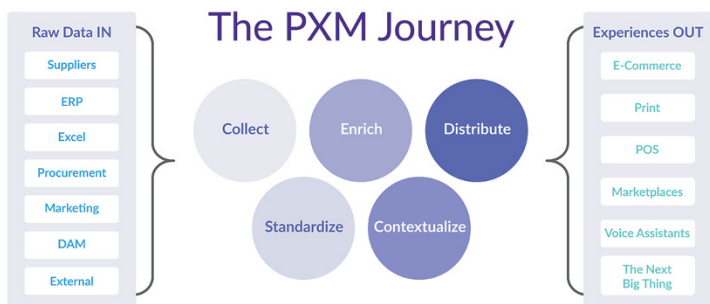 The PXM Journey
Raw Data IN
Suppliers
ERP
Excel
Procurement
Marketing
DAM
External
Collect
Enrich
Distribute
Standardize
Contextualize
Experiences OUT
E-Commerce
Print
POS
Marketplaces
Voice Assistants
The Next
Big Thing